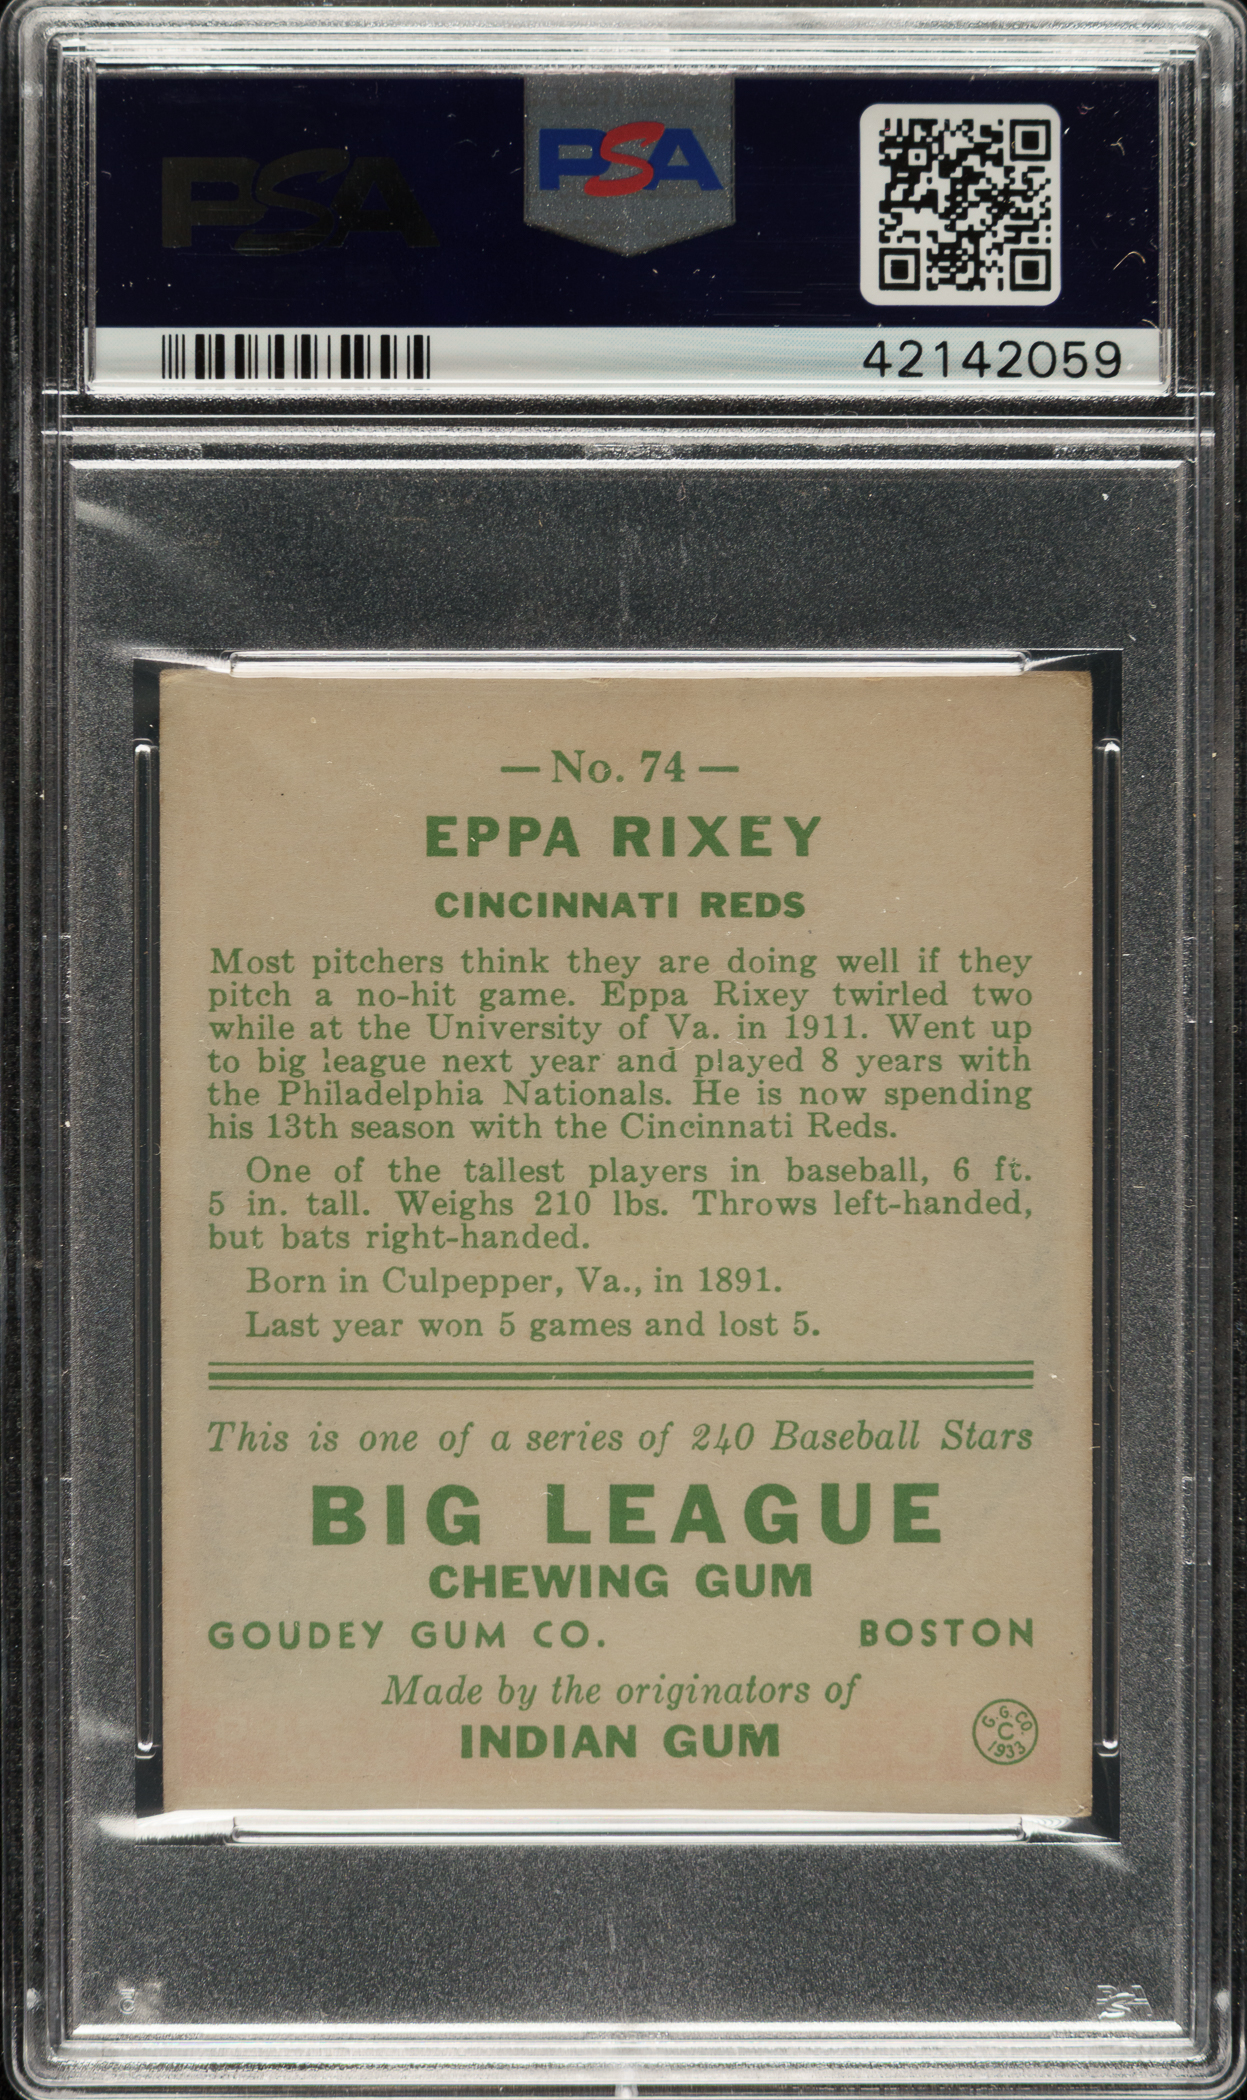 PSA
PSA
42142059
— No. 74 —
EPPA RIXEY
CINCINNATI REDS
Most pitchers think they are doing well if they
pitch a no-hit game. Eppa Rixey twirled two
while at the University of Va. in 1911. Went up
to big league next year and played 8 years with
the Philadelphia Nationals. He is now spending
his 13th season with the Cincinnati Reds.
One of the tallest players in baseball, 6 ft.
5 in. tall. Weighs 210 lbs. Throws left-handed,
but bats right-handed.
Born in Culpepper, Va., in 1891.
Last year won 5 games and lost 5.
This is one of a series of 240 Baseball Stars
BIG LEAGUE
CHEWING GUM
GOUDEY GUM CO. BOSTON
Made by the originators of
INDIAN GUM
G. G. CO.
C
1933
PSA